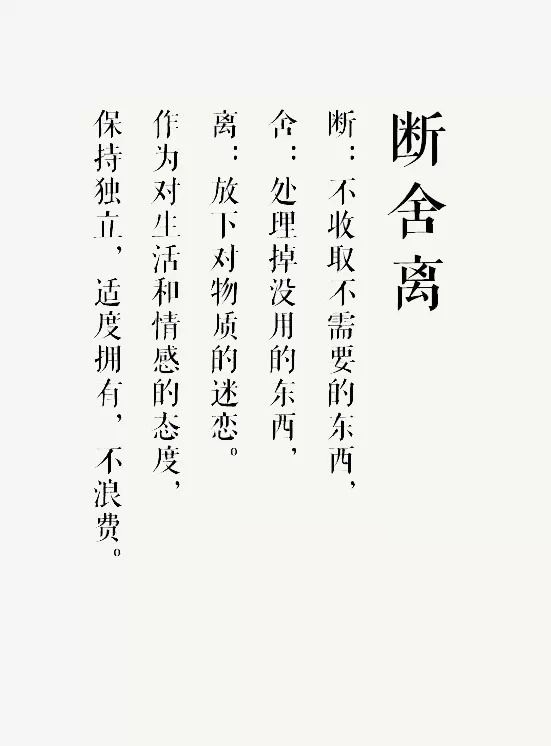 断舍离
断：不收取不需要的东西，
舍：处理掉没用的东西，
离：放下对物质的迷恋。
作为对生活和情感的态度，
保持独立，适度拥有，不浪费。